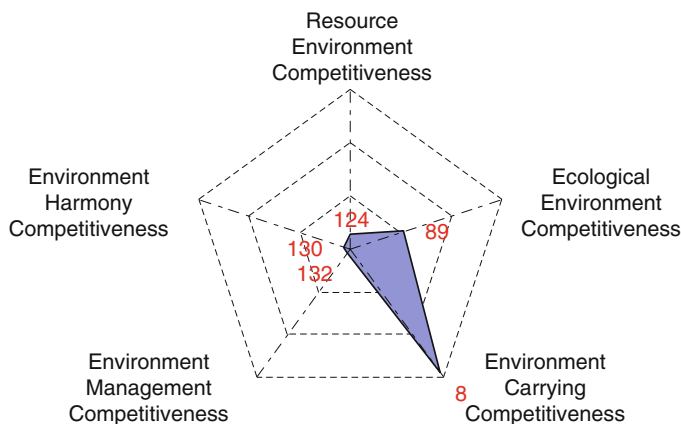 Resource
Environment
Competitiveness
Environment
Harmony
Competitiveness
Ecological
Environment
Competitiveness
124
89
130
132
Environment
Management
Competitiveness
Environment
Carrying
Competitiveness
8